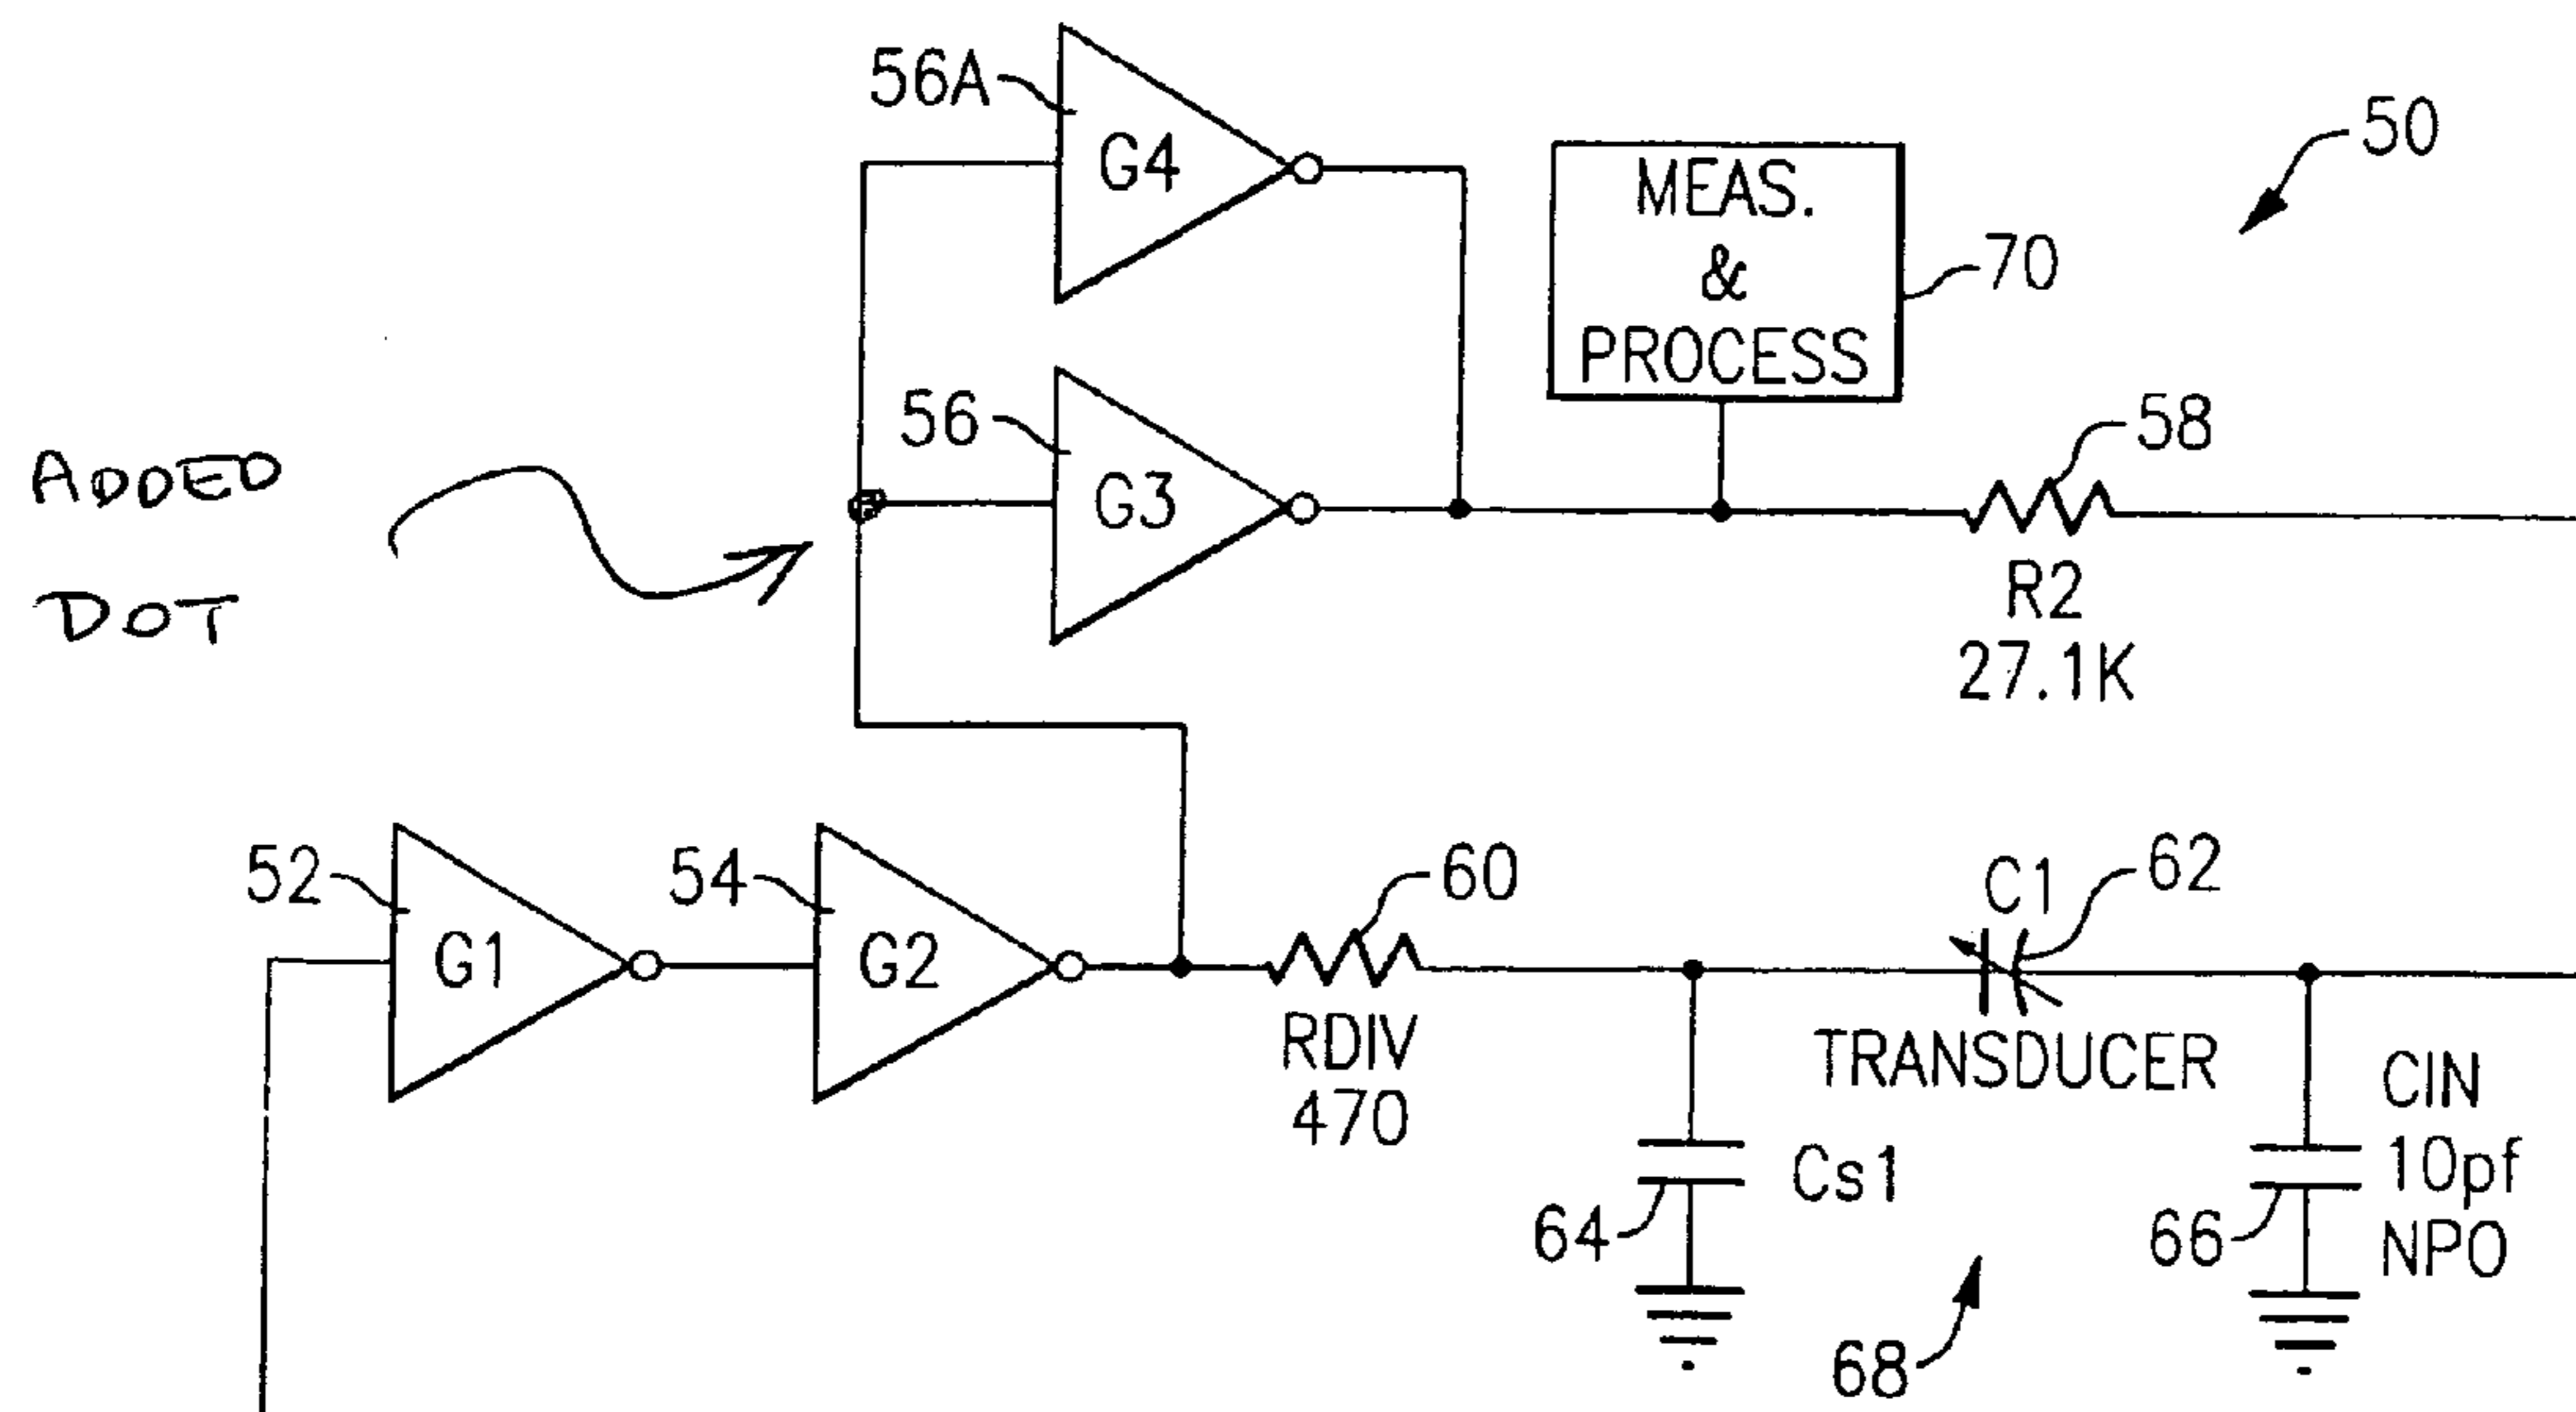 56A
G4
MEAS.
&
PROCESS
50
70
ADDED
DOT
56
G3
58
R2
27.1K
52
G1
54
G2
60
RDIV
470
C1
62
TRANSDUCER
Cs1
64
CIN
10pf
NPO
66
68